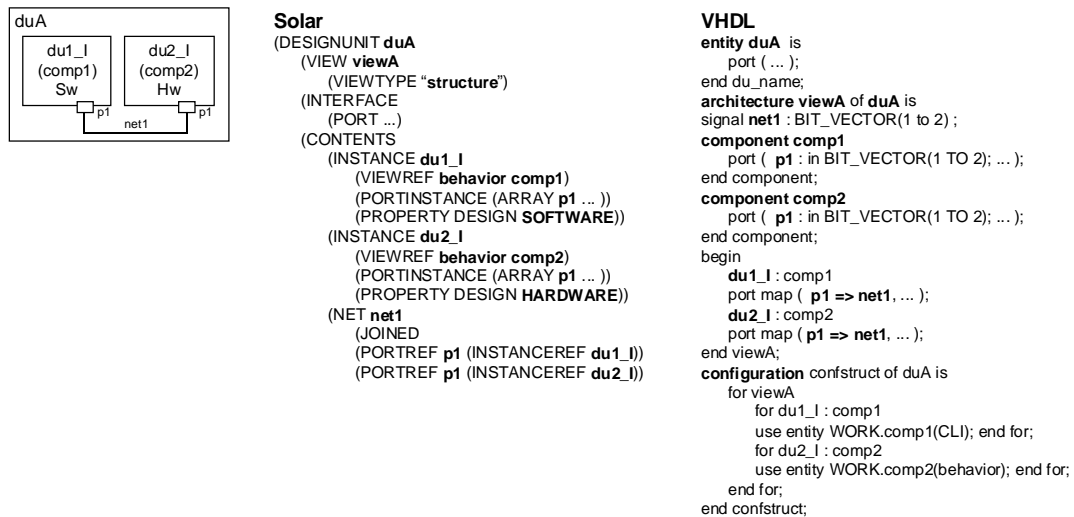 duA
du1_I
(comp1)
Sw
du2_I
(comp2)
Hw
p1
p1
net1
Solar
(DESIGNUNIT duA
(VIEW viewA
(VIEWTYPE “structure”)
(INTERFACE
(PORT ...)
(CONTENTS
(INSTANCE du1_I
(VIEWREF behavior comp1)
(PORTINSTANCE (ARRAY p1 ... ))
(PROPERTY DESIGN SOFTWARE))
(INSTANCE du2_I
(VIEWREF behavior comp2)
(PORTINSTANCE (ARRAY p1 ... ))
(PROPERTY DESIGN HARDWARE))
(NET net1
(JOINED
(PORTREF p1 (INSTANCEREF du1_I))
(PORTREF p1 (INSTANCEREF du2_I))
VHDL
entity duA is
port ( ... );
end du_name;
architecture viewA of duA is
signal net1 : BIT_VECTOR(1 to 2) ;
component comp1
port ( p1 : in BIT_VECTOR(1 TO 2); ... );
end component;
component comp2
port ( p1 : in BIT_VECTOR(1 TO 2); ... );
end component;
begin
du1_I : comp1
port map ( p1 => net1, ... );
du2_I : comp2
port map ( p1 => net1, ... );
end viewA;
configuration confstruct of duA is
for viewA
for du1_I : comp1
use entity WORK.comp1(CLI); end for;
for du2_I : comp2
use entity WORK.comp2(behavior); end for;
end for;
end confstruct;